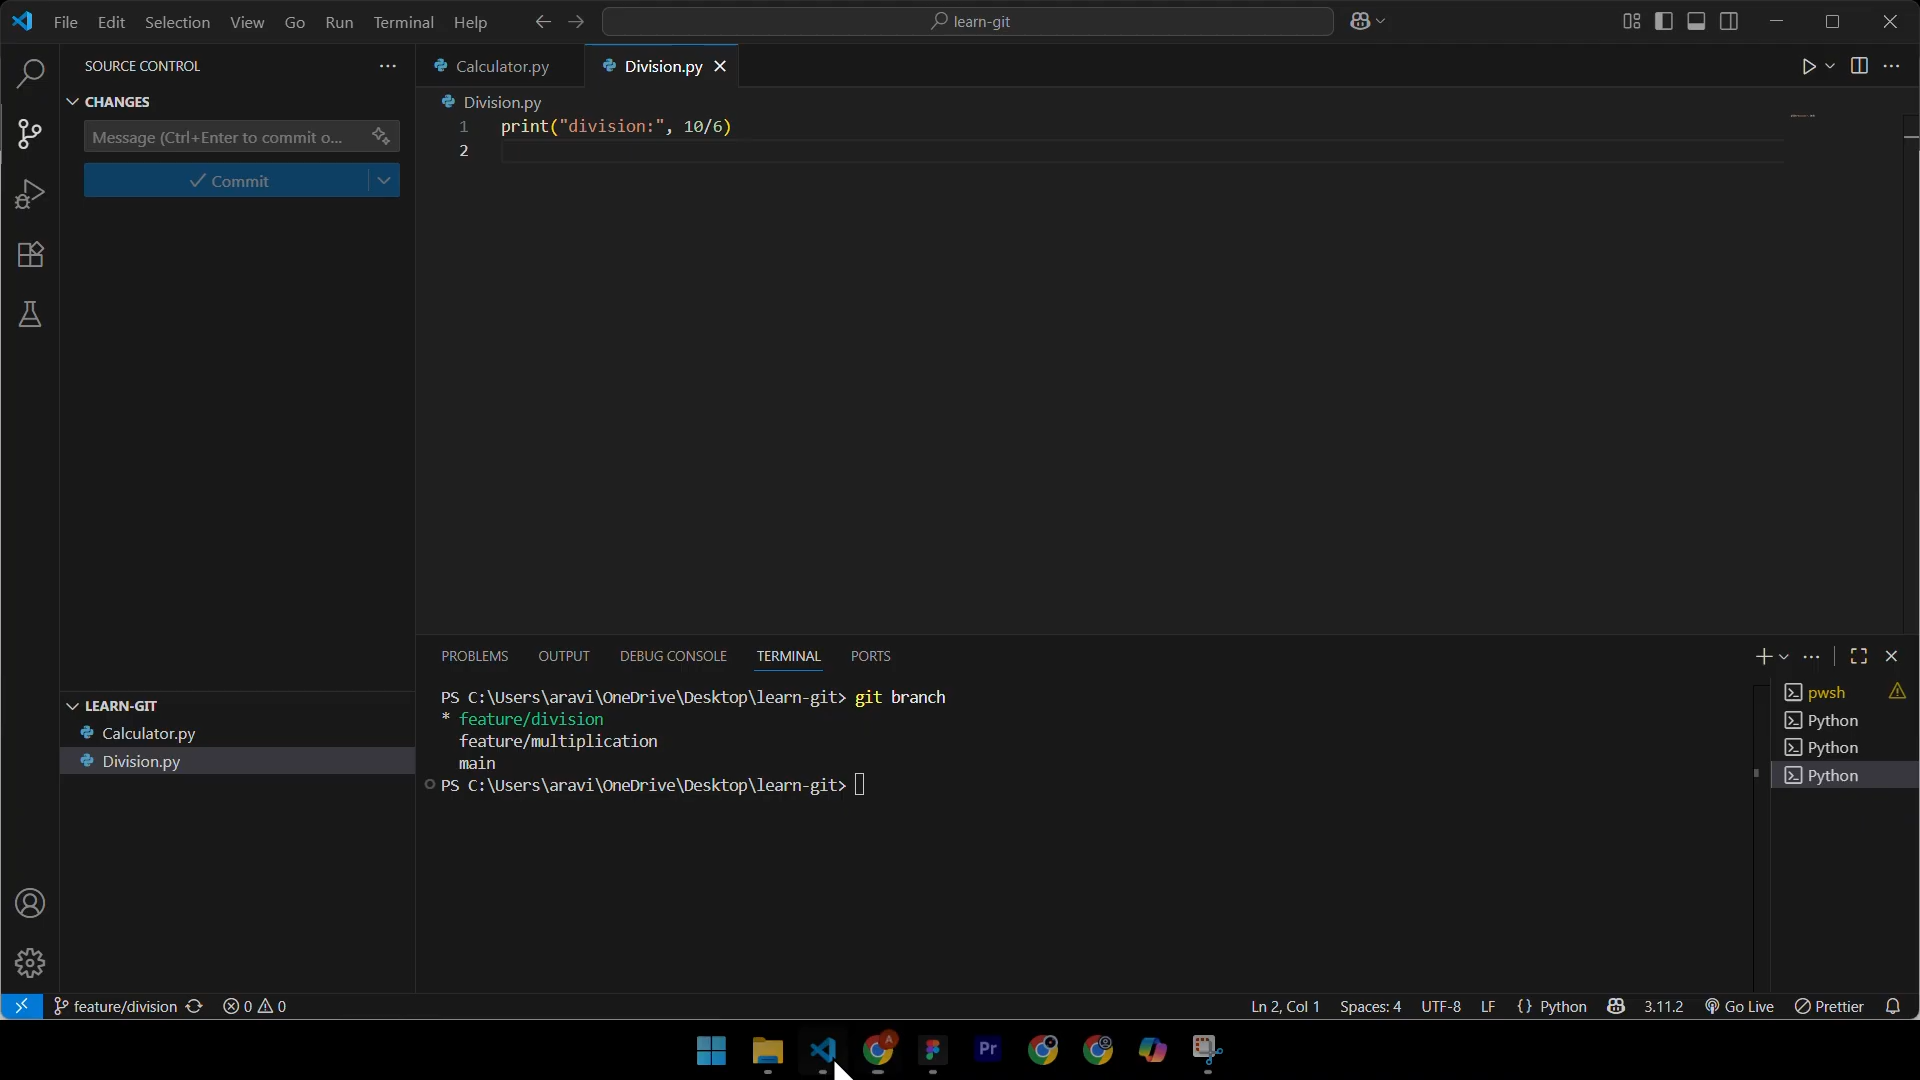 File Edit Selection View Go Run Terminal Help
learn-git
SOURCE CONTROL
CHANGES
Message (Ctrl+Enter to commit o...
Commit
Calculator.py
Division.py
Division.py
1 print("division:", 10/6)
2
LEARN-GIT
Calculator.py
Division.py
PROBLEMS OUTPUT DEBUG CONSOLE TERMINAL PORTS
PS C:\Users\aravi\OneDrive\Desktop\learn-git> git branch
* feature/division
feature/multiplication
main
PS C:\Users\aravi\OneDrive\Desktop\learn-git>
pwsh
Python
Python
Python
feature/division 0 0 Ln 2, Col 1 Spaces: 4 UTF-8 LF {} Python 3.11.2 Go Live Prettier
A
Pr